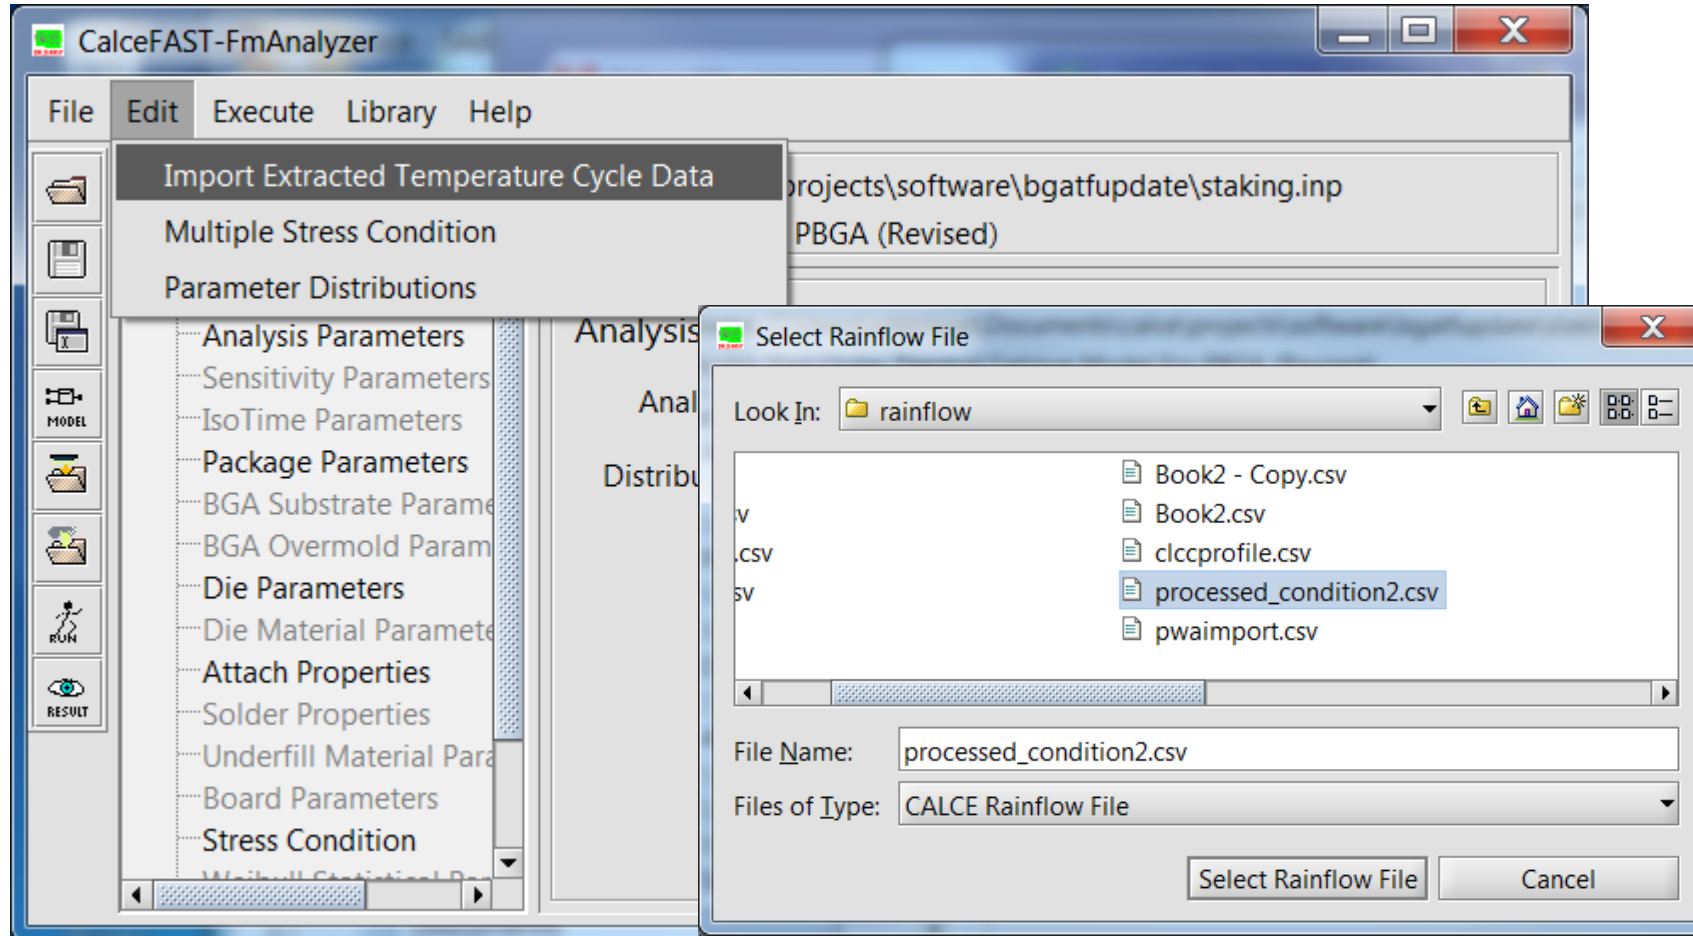 CalceFAST-FmAnalyzer
File Edit Execute Library Help
Import Extracted Temperature Cycle Data
Multiple Stress Condition
Parameter Distributions
projects\software\bgatfupdate\staking.inp
PBGA (Revised)
MODEL
RUN
RESULT
Analysis Parameters
Sensitivity Parameters
IsoTime Parameters
Package Parameters
BGA Substrate Parame
BGA Overmold Param
Die Parameters
Die Material Paramete
Attach Properties
Solder Properties
Underfill Material Para
Board Parameters
Stress Condition
Analysis
Anal
Distribu
Select Rainflow File
Look In: rainflow
v
.csv
sv
Book2 - Copy.csv
Book2.csv
clccprofile.csv
processed_condition2.csv
pwaimport.csv
File Name: processed_condition2.csv
Files of Type: CALCE Rainflow File
Select Rainflow File Cancel